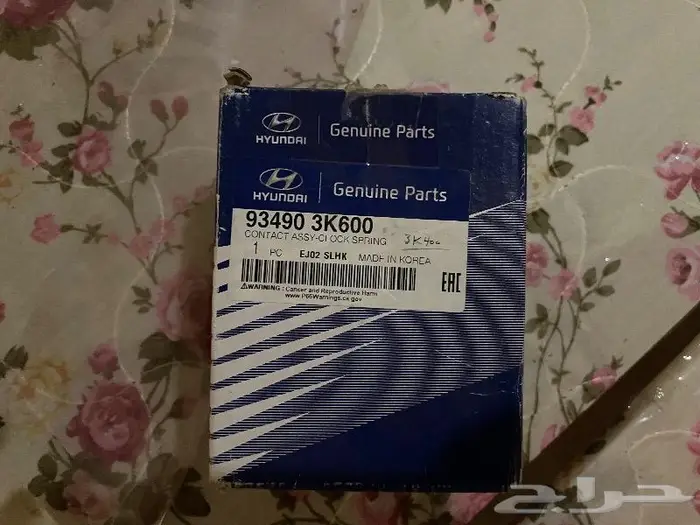 HYUNDAI | Genuine Parts
HYUNDAI | Genuine Parts
93490 3K600
CONTACT ASSY-CLOCK SPRING 3K400
1 PC EJ02 SLHK MADE IN KOREA
EAC
⚠WARNING : Cancer and Reproductive Harm
www.P65Warnings.ca.gov
حراج